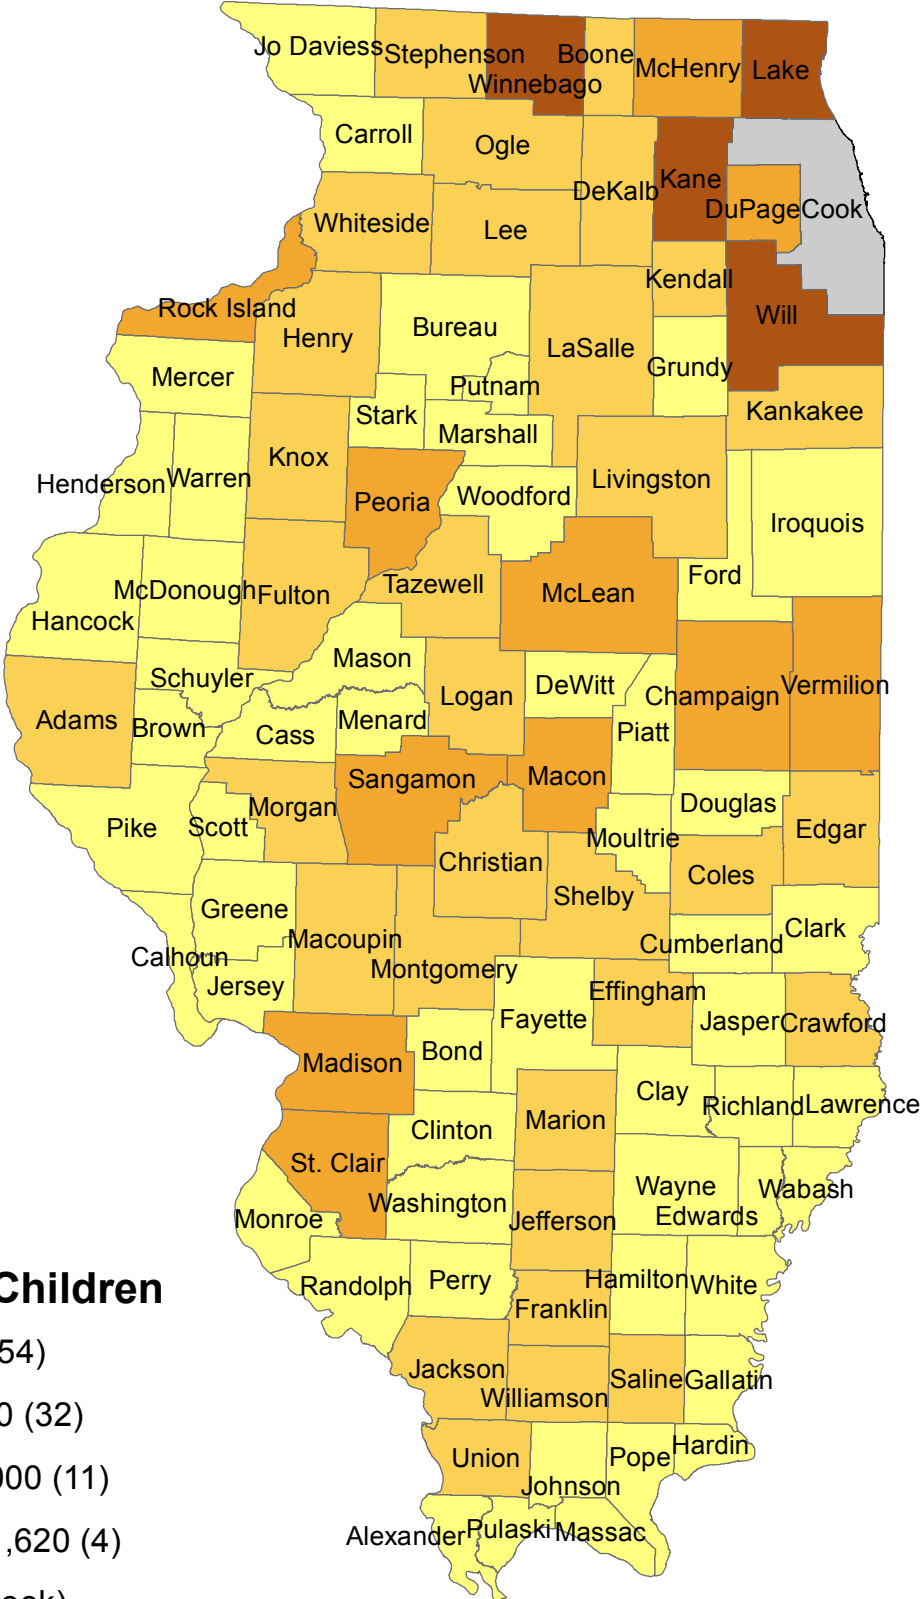 Jo Daviess
Stephenson
Winnebago
Boone
McHenry
Lake
Carroll
Ogle
DeKalb
Kane
DuPage
Cook
Whiteside
Lee
Kendall
Will
Rock Island
Henry
Bureau
LaSalle
Grundy
Mercer
Putnam
Stark
Marshall
Kankakee
Knox
Henderson
Warren
Peoria
Woodford
Livingston
Iroquois
Ford
McDonough
Fulton
Tazewell
McLean
Hancock
Mason
Schuyler
Logan
DeWitt
Champaign
Vermilion
Adams
Brown
Cass
Menard
Piatt
Sangamon
Macon
Morgan
Douglas
Pike
Scott
Moultrie
Edgar
Christian
Coles
Shelby
Greene
Macoupin
Clark
Cumberland
Calhoun
Montgomery
Jersey
Effingham
Fayette
Jasper
Crawford
Bond
Madison
Clay
Richland
Lawrence
Clinton
Marion
St. Clair
Wayne
Wabash
Washington
Edwards
Monroe
Jefferson
Randolph
Perry
Hamilton
White
Franklin
Jackson
Williamson
Saline
Gallatin
Union
Johnson
Pope
Hardin
Alexander
Pulaski
Massac
Children
54)
0 (32)
000 (11)
,620 (4)